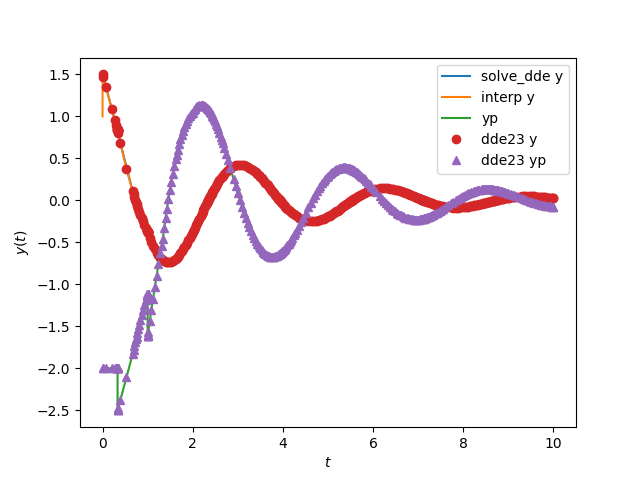 solve_dde y
interp y
yp
dde23 y
dde23 yp
1.5
1.0
0.5
0.0
−0.5
−1.0
−1.5
−2.0
−2.5
y(t)
0 2 4 6 8 10
t